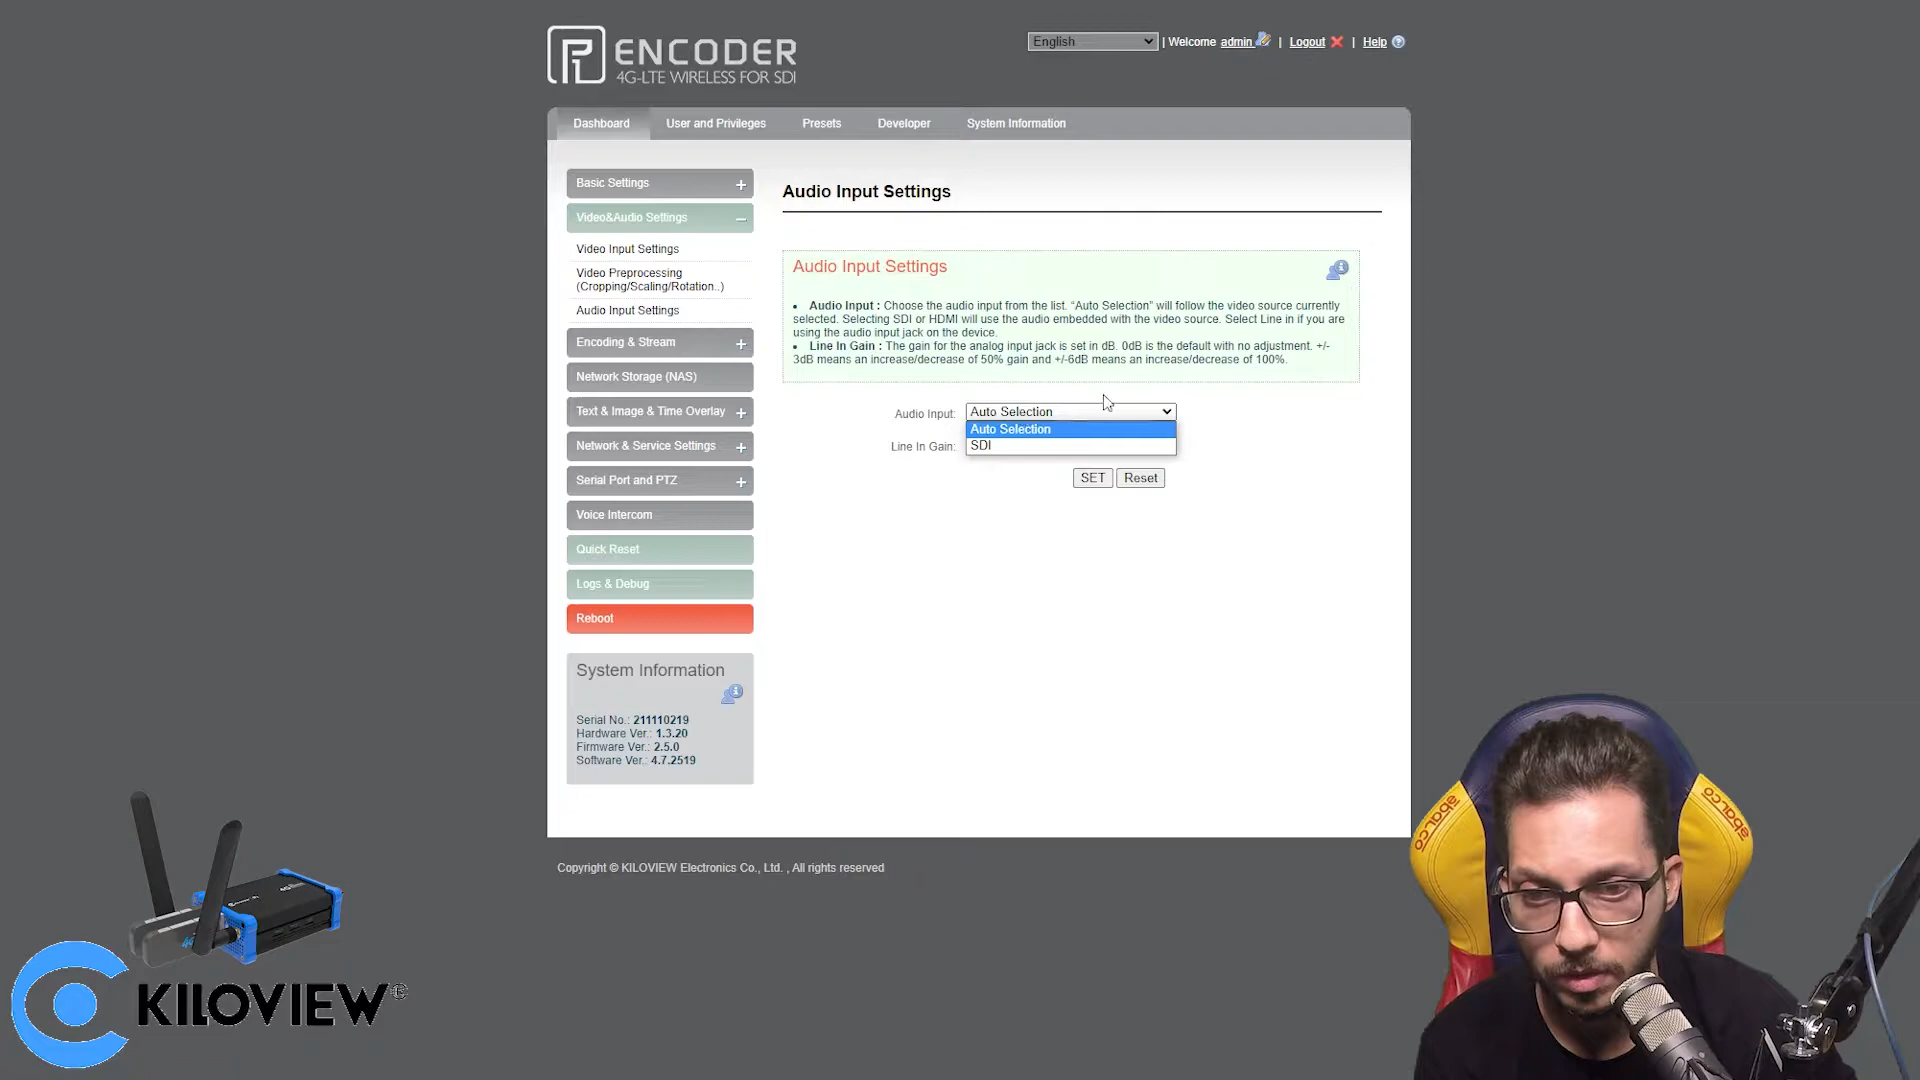 ENCODER
4G-LTE WIRELESS FOR SDI
English | Welcome admin | Logout | Help
Dashboard User and Privileges Presets Developer System Information
Basic Settings
Video&Audio Settings
Video Input Settings
Video Preprocessing
(Cropping/Scaling/Rotation..)
Audio Input Settings
Encoding & Stream
Network Storage (NAS)
Text & Image & Time Overlay
Network & Service Settings
Serial Port and PTZ
Voice Intercom
Quick Reset
Logs & Debug
Reboot
System Information
Serial No.: 211110219
Hardware Ver.: 1.3.20
Firmware Ver.: 2.5.0
Software Ver.: 4.7.2519
Audio Input Settings
Audio Input Settings
• Audio Input : Choose the audio input from the list. “Auto Selection” will follow the video source currently
selected. Selecting SDI or HDMI will use the audio embedded with the video source. Select Line in if you are
using the audio input jack on the device.
• Line In Gain : The gain for the analog input jack is set in dB. 0dB is the default with no adjustment. +/-
3dB means an increase/decrease of 50% gain and +/-6dB means an increase/decrease of 100%.
Audio Input: Auto Selection
Auto Selection
Line In Gain: SDI
SET Reset
Copyright © KILOVIEW Electronics Co., Ltd. , All rights reserved
KILOVIEW®
sparco
sparco